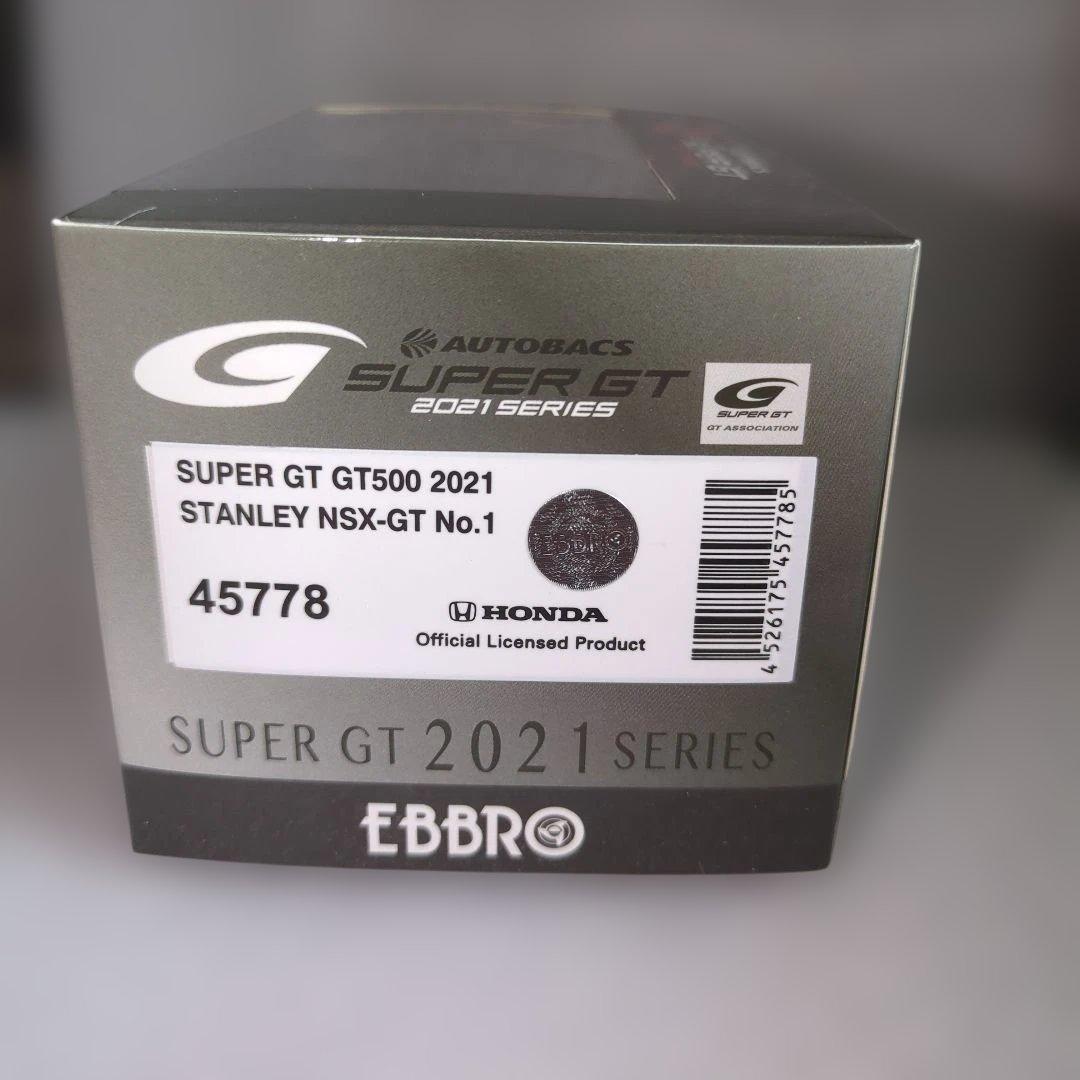 AUTOBACS
SUPER GT
2021 SERIES
SUPER GT
GT ASSOCIATION
SUPER GT GT500 2021
STANLEY NSX-GT No.1
EBBRO
45778
HONDA
Official Licensed Product
4 526175 457785
SUPER GT 2021 SERIES
EBBRO